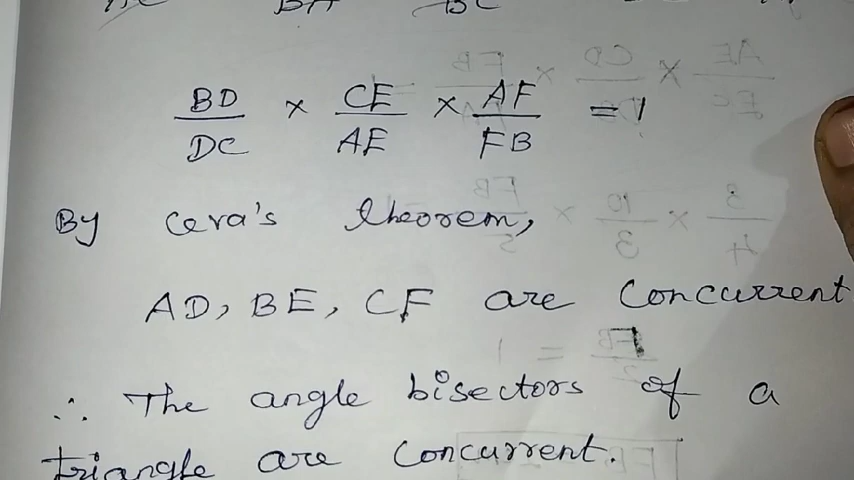 BD/DC × CE/AE × AF/FB = 1
By Ceva's theorem,
AD, BE, CF are concurrent
∴ The angle bisectors of a
triangle are concurrent.